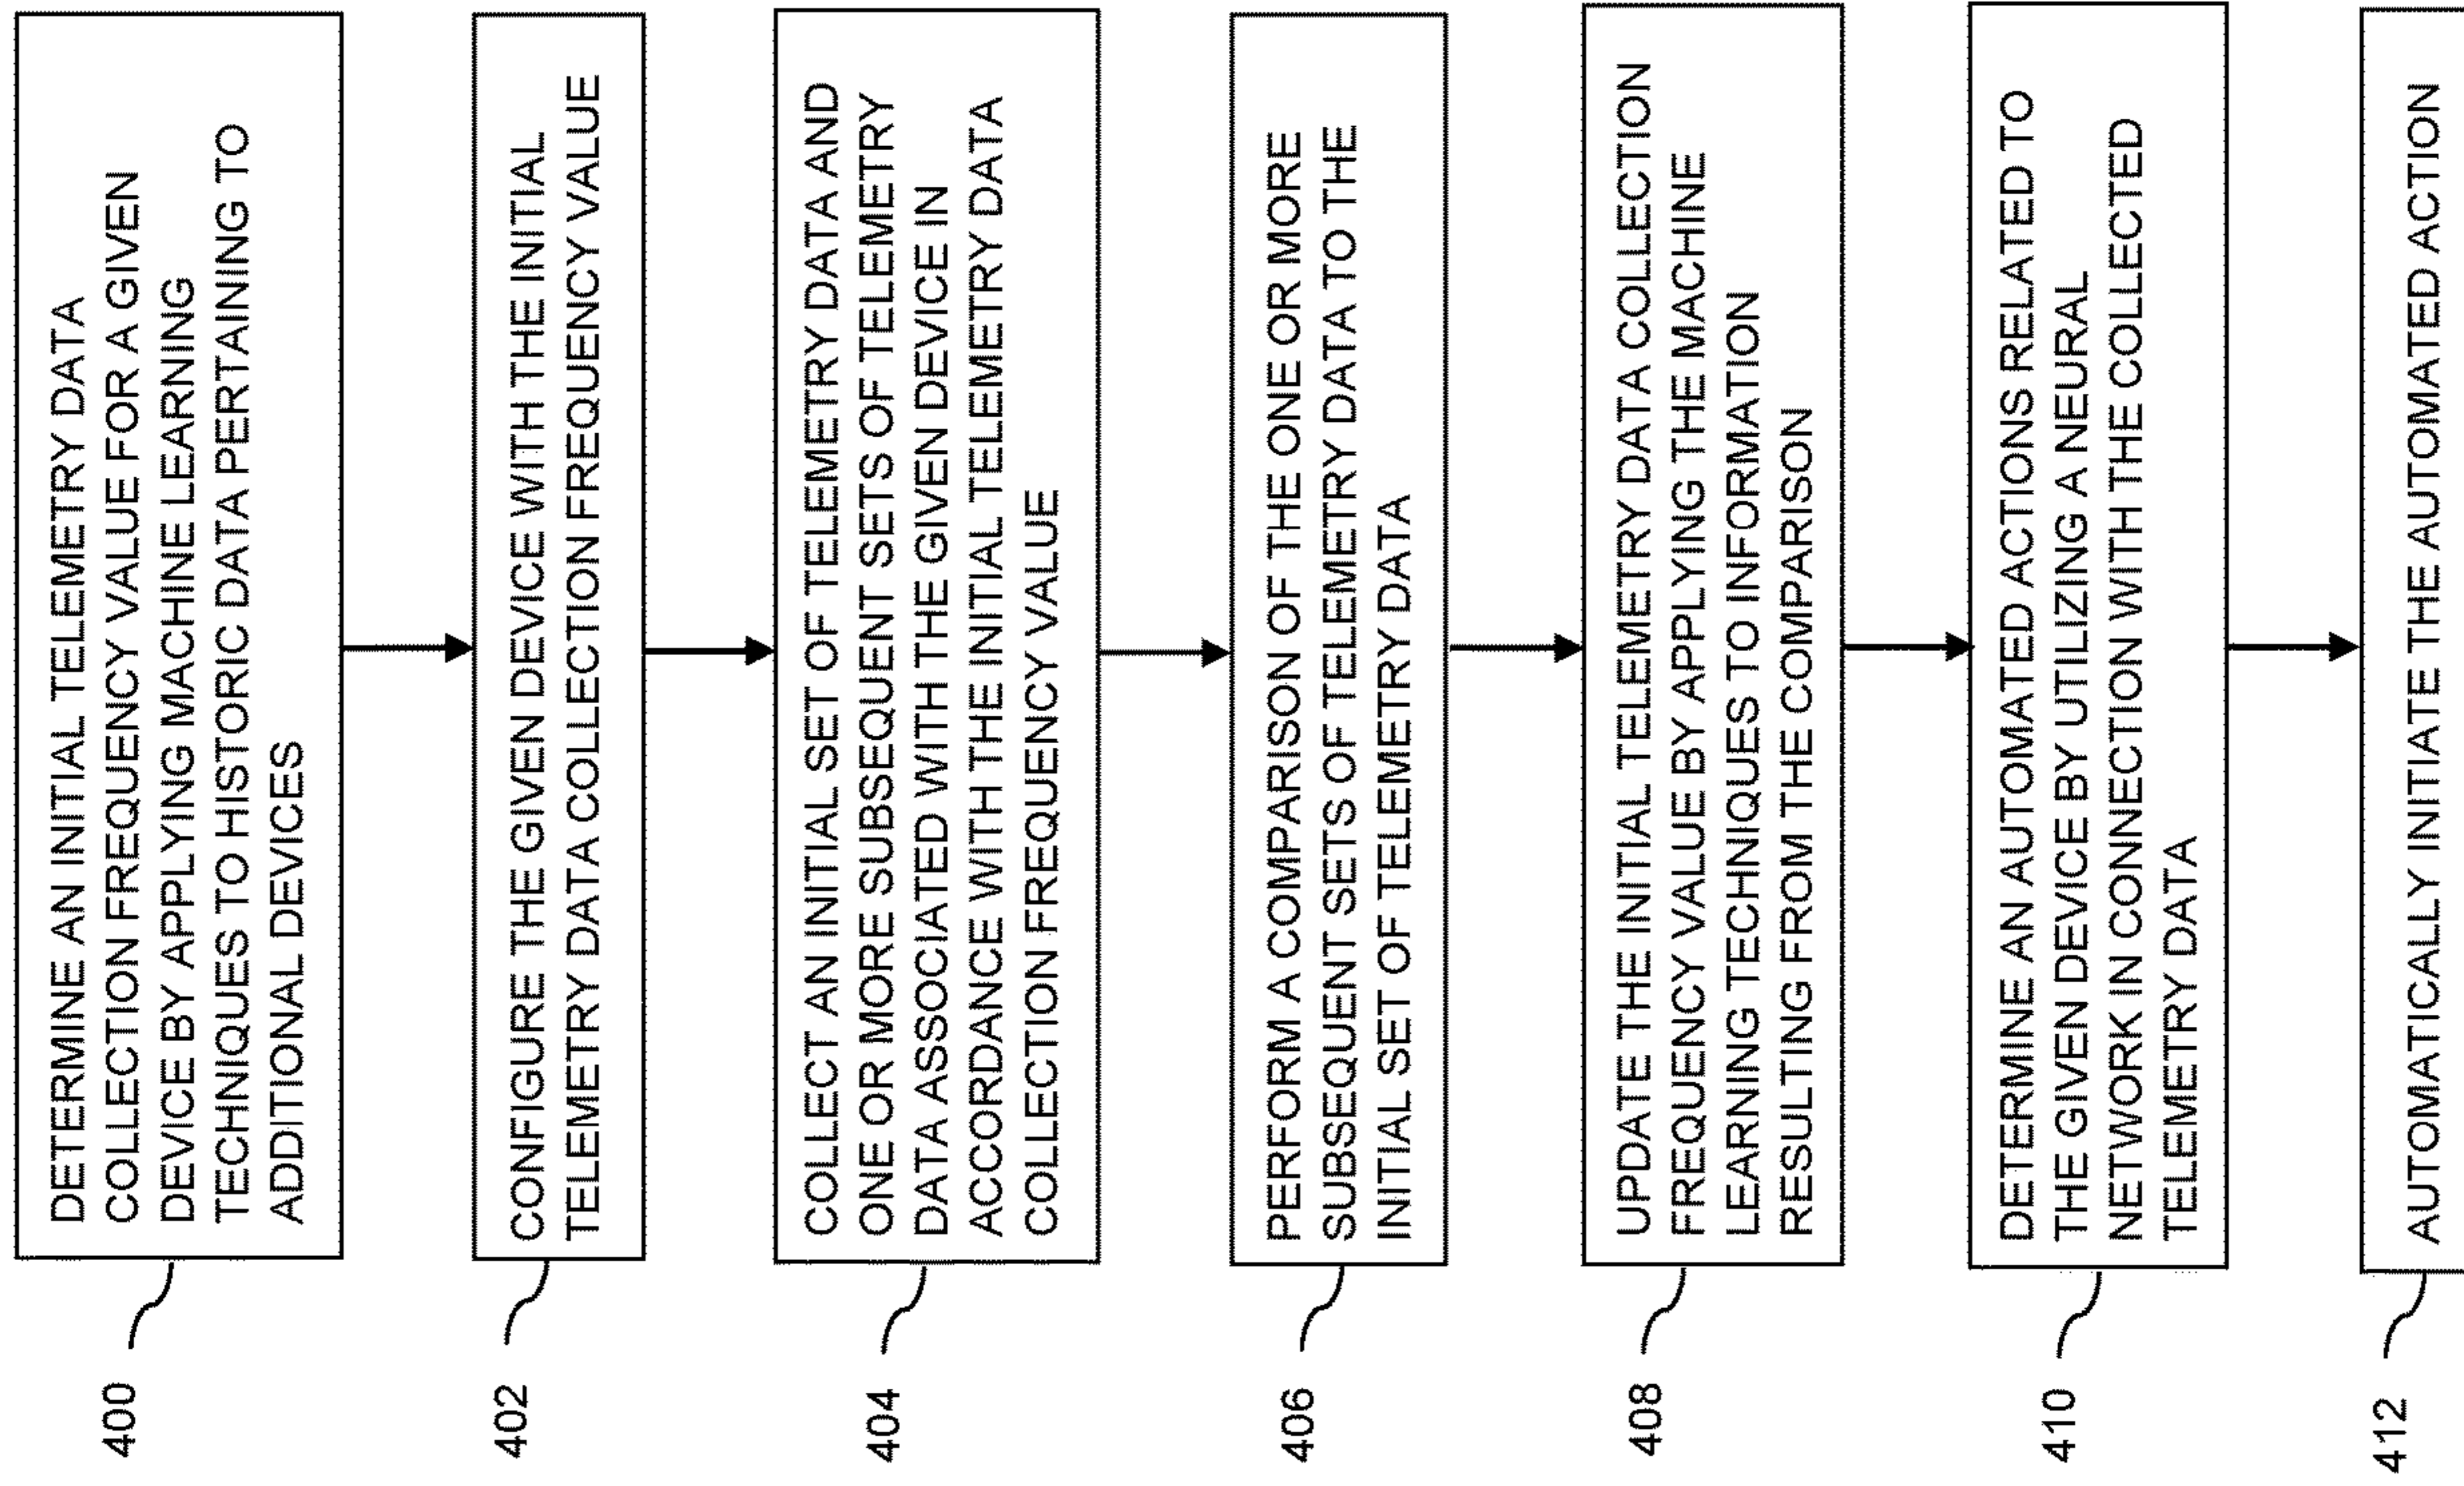 400
DETERMINE AN INITIAL TELEMETRY DATA
COLLECTION FREQUENCY VALUE FOR A GIVEN
DEVICE BY APPLYING MACHINE LEARNING
TECHNIQUES TO HISTORIC DATA PERTAINING TO
ADDITIONAL DEVICES
402
CONFIGURE THE GIVEN DEVICE WITH THE INITIAL
TELEMETRY DATA COLLECTION FREQUENCY VALUE
404
COLLECT AN INITIAL SET OF TELEMETRY DATA AND
ONE OR MORE SUBSEQUENT SETS OF TELEMETRY
DATA ASSOCIATED WITH THE GIVEN DEVICE IN
ACCORDANCE WITH THE INITIAL TELEMETRY DATA
COLLECTION FREQUENCY VALUE
406
PERFORM A COMPARISON OF THE ONE OR MORE
SUBSEQUENT SETS OF TELEMETRY DATA TO THE
INITIAL SET OF TELEMETRY DATA
408
UPDATE THE INITIAL TELEMETRY DATA COLLECTION
FREQUENCY VALUE BY APPLYING THE MACHINE
LEARNING TECHNIQUES TO INFORMATION
RESULTING FROM THE COMPARISON
410
DETERMINE AN AUTOMATED ACTIONS RELATED TO
THE GIVEN DEVICE BY UTILIZING A NEURAL
NETWORK IN CONNECTION WITH THE COLLECTED
TELEMETRY DATA
412
AUTOMATICALLY INITIATE THE AUTOMATED ACTION